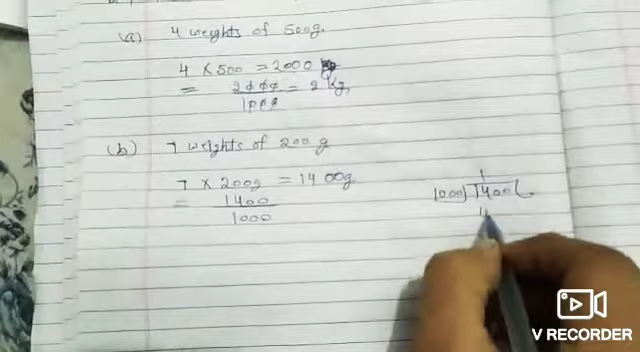 (a) 4 weights of 500g.
4 × 500 = 2000
= 2000/1000 = 2 kg,
(b) 7 weights of 200 g
7 × 200g = 1400g
= 1400/1000
1
1000)1400(
V RECORDER